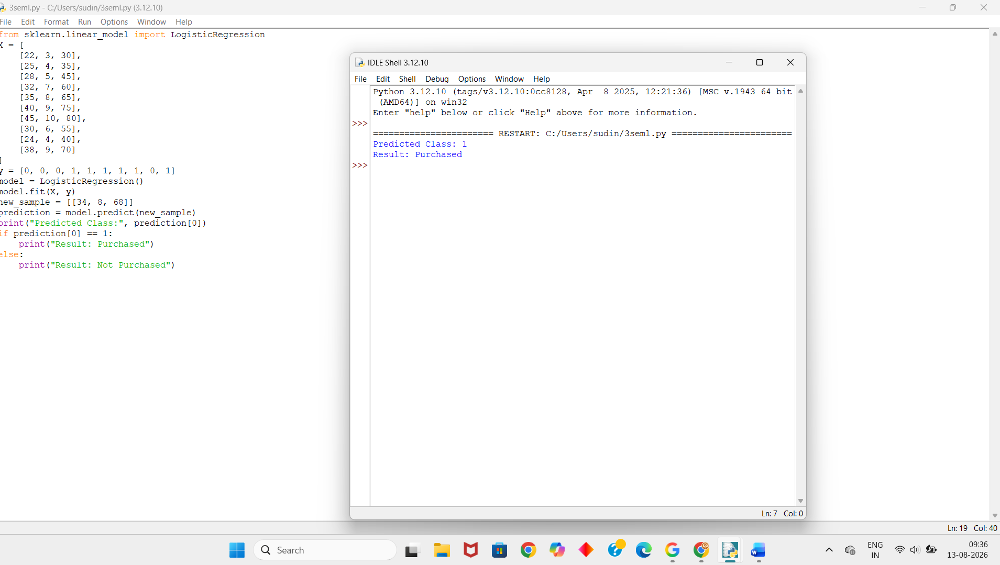 3seml.py - C:/Users/sudin/3seml.py (3.12.10)
File Edit Format Run Options Window Help
from sklearn.linear_model import LogisticRegression
X = [
    [22, 3, 30],
    [25, 4, 35],
    [28, 5, 45],
    [32, 7, 60],
    [35, 8, 65],
    [40, 9, 75],
    [45, 10, 80],
    [30, 6, 55],
    [24, 4, 40],
    [38, 9, 70]
]
y = [0, 0, 0, 1, 1, 1, 1, 1, 0, 1]
model = LogisticRegression()
model.fit(X, y)
new_sample = [[34, 8, 68]]
prediction = model.predict(new_sample)
print("Predicted Class:", prediction[0])
if prediction[0] == 1:
    print("Result: Purchased")
else:
    print("Result: Not Purchased")
IDLE Shell 3.12.10
File Edit Shell Debug Options Window Help
Python 3.12.10 (tags/v3.12.10:0cc8128, Apr  8 2025, 12:21:36) [MSC v.1943 64 bit
 (AMD64)] on win32
Enter "help" below or click "Help" above for more information.
>>>
======================= RESTART: C:/Users/sudin/3seml.py =======================
Predicted Class: 1
Result: Purchased
>>>
Ln: 7 Col: 0
Ln: 19 Col: 40
Search
ENG
IN
09:36
13-08-2026